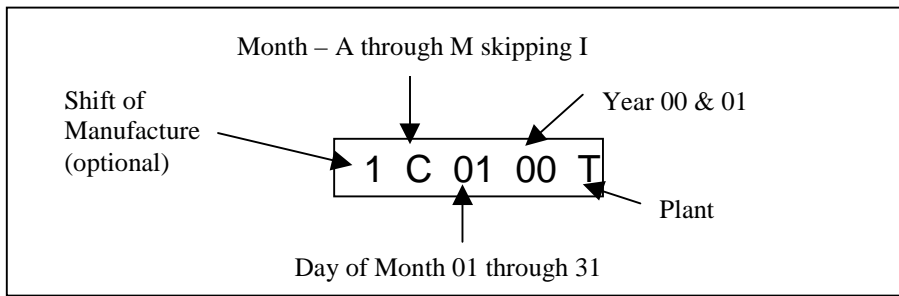 Month – A through M skipping I
Shift of
Manufacture
(optional)
Year 00 & 01
1 C 01 00 T
Plant
Day of Month 01 through 31